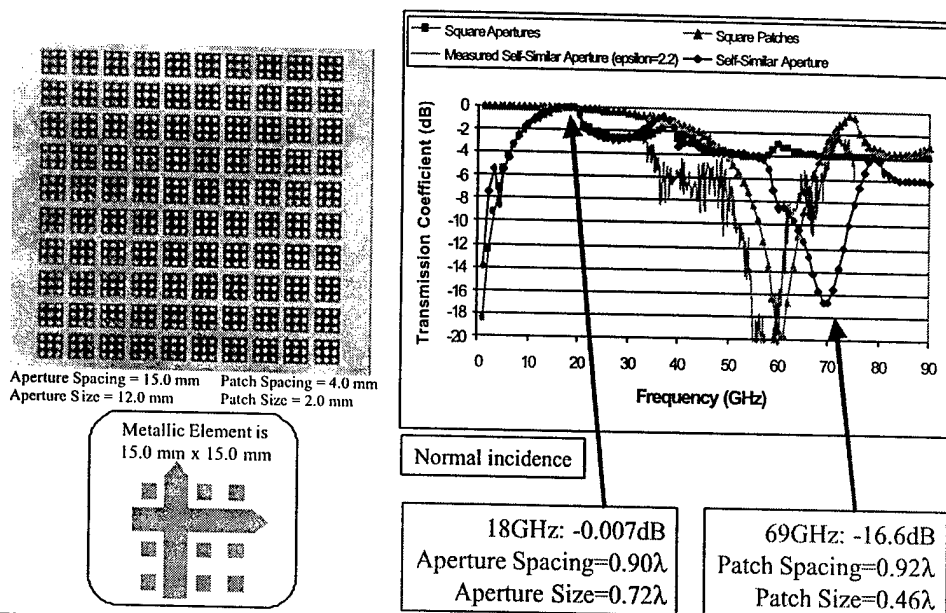 Square Apertures
Square Patches
Measured Self-Similar Aperture (epsilon=2.2)
Self-Similar Aperture
Transmission Coefficient (dB)
0
-2
-4
-6
-8
-10
-12
-14
-16
-18
-20
0 10 20 30 40 50 60 70 80 90
Frequency (GHz)
Aperture Spacing = 15.0 mm Patch Spacing = 4.0 mm
Aperture Size = 12.0 mm Patch Size = 2.0 mm
Metallic Element is
15.0 mm x 15.0 mm
Normal incidence
18GHz: -0.007dB
Aperture Spacing=0.90λ
Aperture Size=0.72λ
69GHz: -16.6dB
Patch Spacing=0.92λ
Patch Size=0.46λ